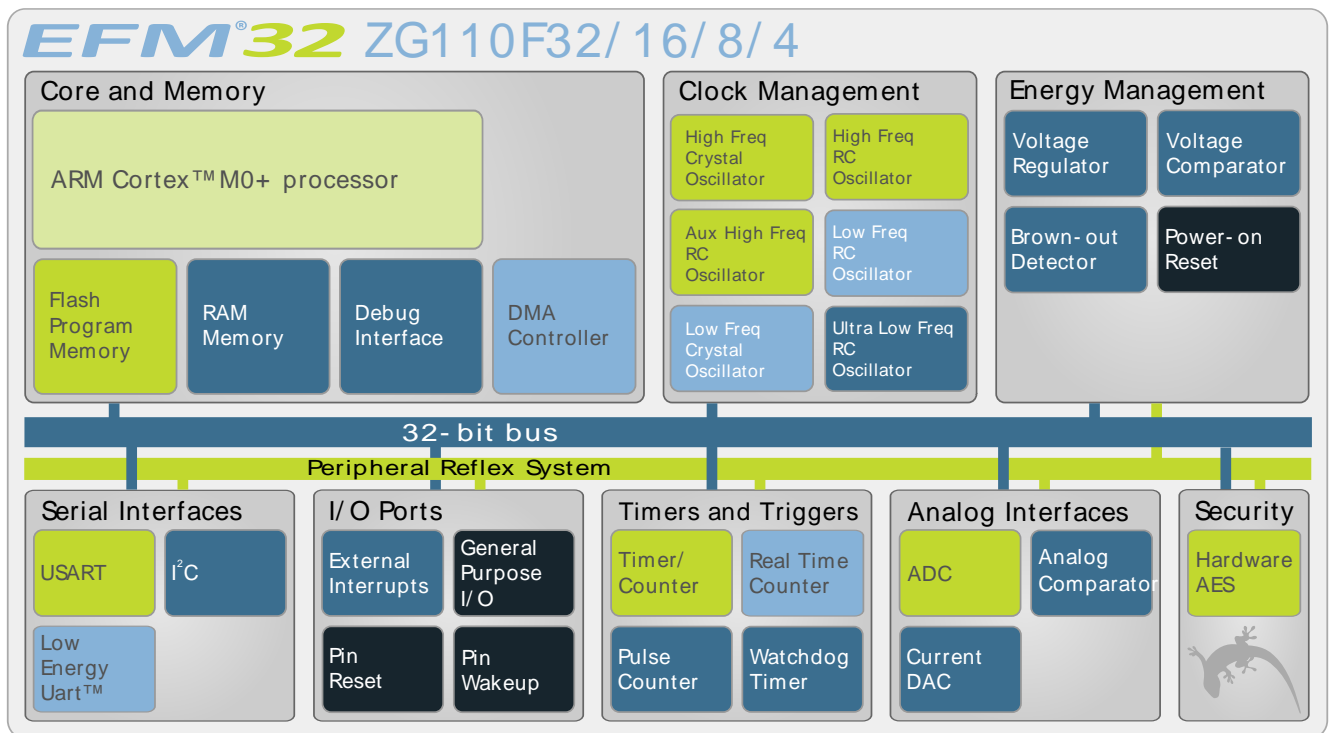 EFM®32 ZG110F32/16/8/4
Core and Memory
ARM Cortex™ M0+ processor
Flash
Program
Memory
RAM
Memory
Debug
Interface
DMA
Controller
Clock Management
High Freq
Crystal
Oscillator
High Freq
RC
Oscillator
Aux High Freq
RC
Oscillator
Low Freq
RC
Oscillator
Low Freq
Crystal
Oscillator
Ultra Low Freq
RC
Oscillator
Energy Management
Voltage
Regulator
Voltage
Comparator
Brown-out
Detector
Power-on
Reset
32-bit bus
Peripheral Reflex System
Serial Interfaces
USART
I²C
Low
Energy
Uart™
I/O Ports
External
Interrupts
General
Purpose
I/O
Pin
Reset
Pin
Wakeup
Timers and Triggers
Timer/
Counter
Real Time
Counter
Pulse
Counter
Watchdog
Timer
Analog Interfaces
ADC
Analog
Comparator
Current
DAC
Security
Hardware
AES